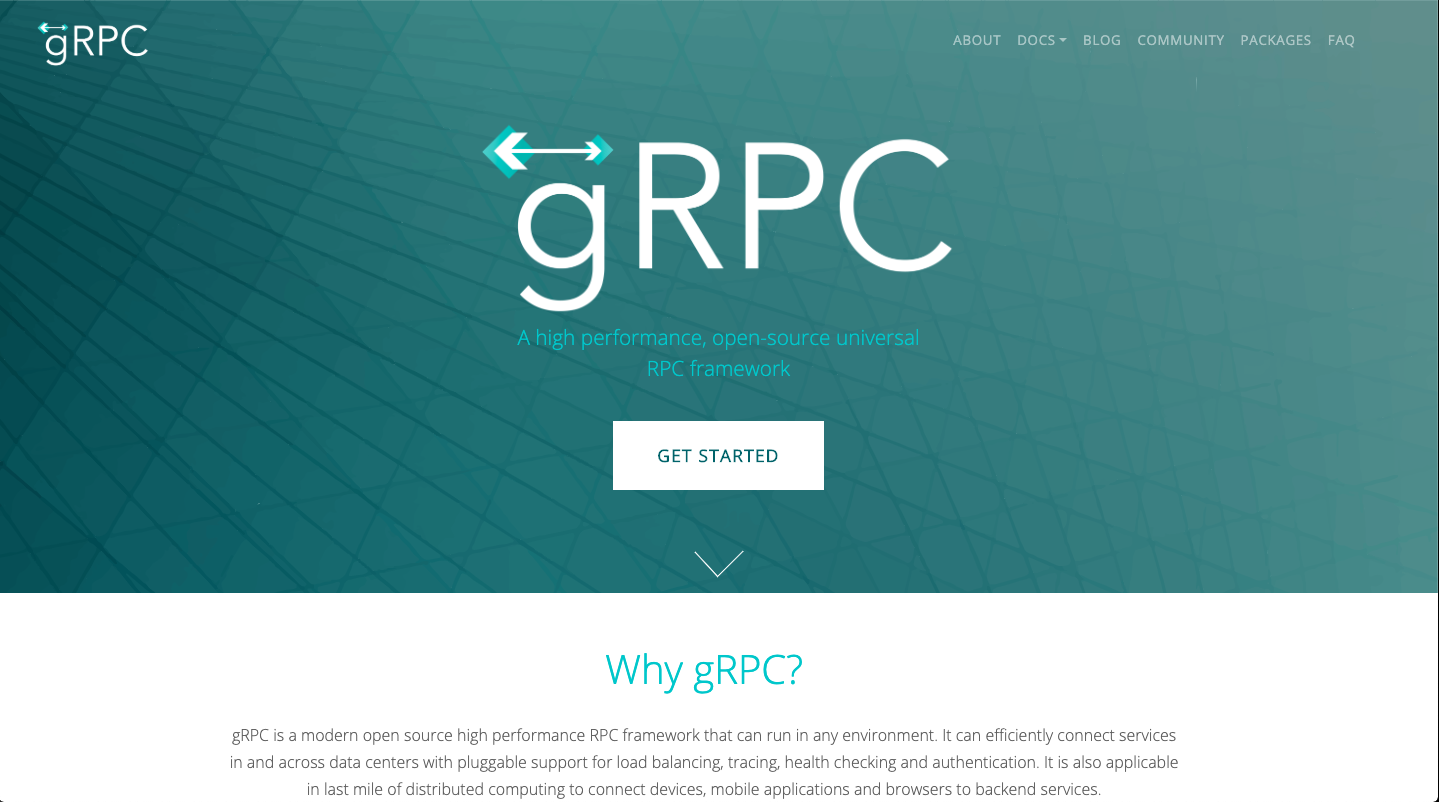 gRPC
ABOUT DOCS BLOG COMMUNITY PACKAGES FAQ
gRPC
A high performance, open-source universal
RPC framework
GET STARTED
Why gRPC?
gRPC is a modern open source high performance RPC framework that can run in any environment. It can efficiently connect services
in and across data centers with pluggable support for load balancing, tracing, health checking and authentication. It is also applicable
in last mile of distributed computing to connect devices, mobile applications and browsers to backend services.